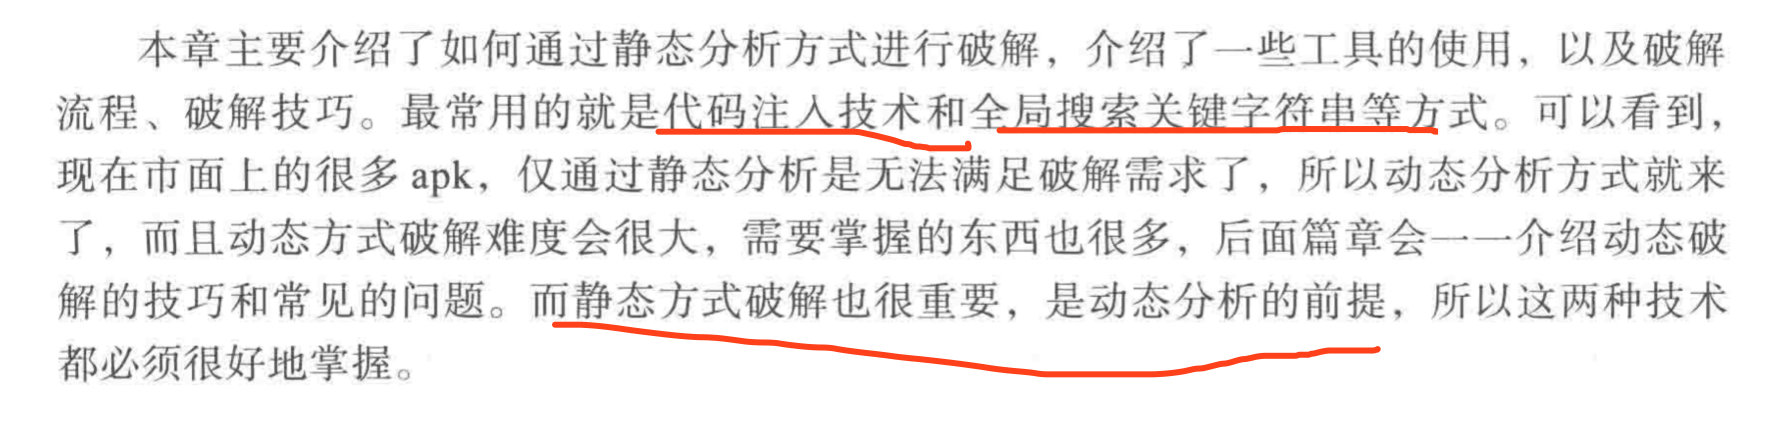 本章主要介绍了如何通过静态分析方式进行破解，介绍了一些工具的使用，以及破解
流程、破解技巧。最常用的就是代码注入技术和全局搜索关键字符串等方式。可以看到，
现在市面上的很多 apk，仅通过静态分析是无法满足破解需求了，所以动态分析方式就来
了，而且动态方式破解难度会很大，需要掌握的东西也很多，后面篇章会一一介绍动态破
解的技巧和常见的问题。而静态方式破解也很重要，是动态分析的前提，所以这两种技术
都必须很好地掌握。